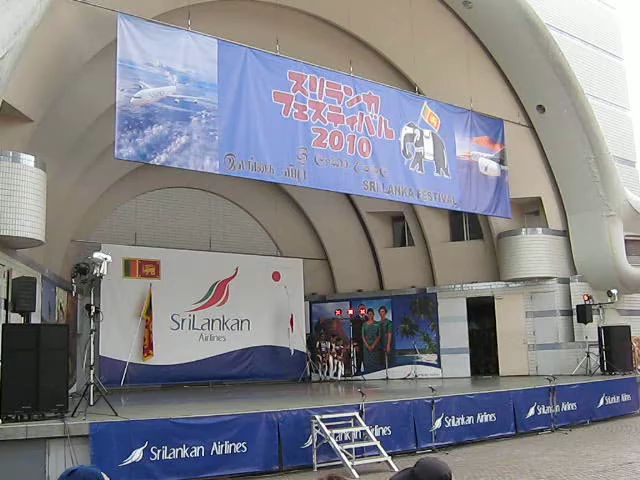 スリランカ
フェスティバル
2010
ශ්‍රී ලංකා උළෙල
SRI LANKA FESTIVAL
SriLankan
Airlines
SriLankan Airlines
SriLankan Airlines
SriLankan Airlines
SriLankan Airlines